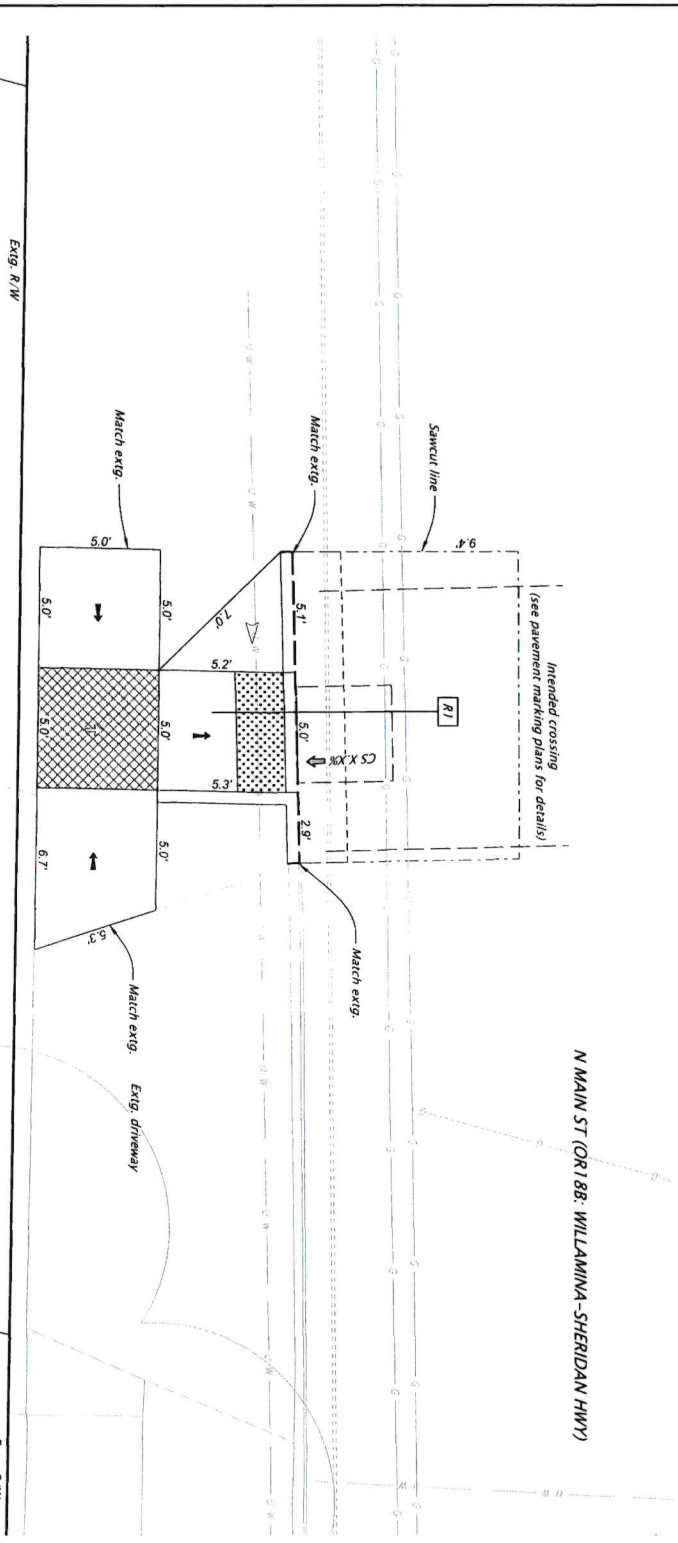 N MAIN ST (OR18B: WILLAMINA-SHERIDAN HWY)
Intended crossing
(see pavement marking plans for details)
Sawcut line
9.4'
R1
CS X.X%
Match extg.
5.1'
5.0'
2.9'
Match extg.
7.0'
5.2'
5.3'
Match extg.
5.0'
5.0'
5.0'
5.0'
5.0'
5.0'
6.7'
5.3'
Match extg.
Extg. driveway
Extg. R/W
G
G
G
G
G
G
G
G
G
W
W
W
U W
U W
U W